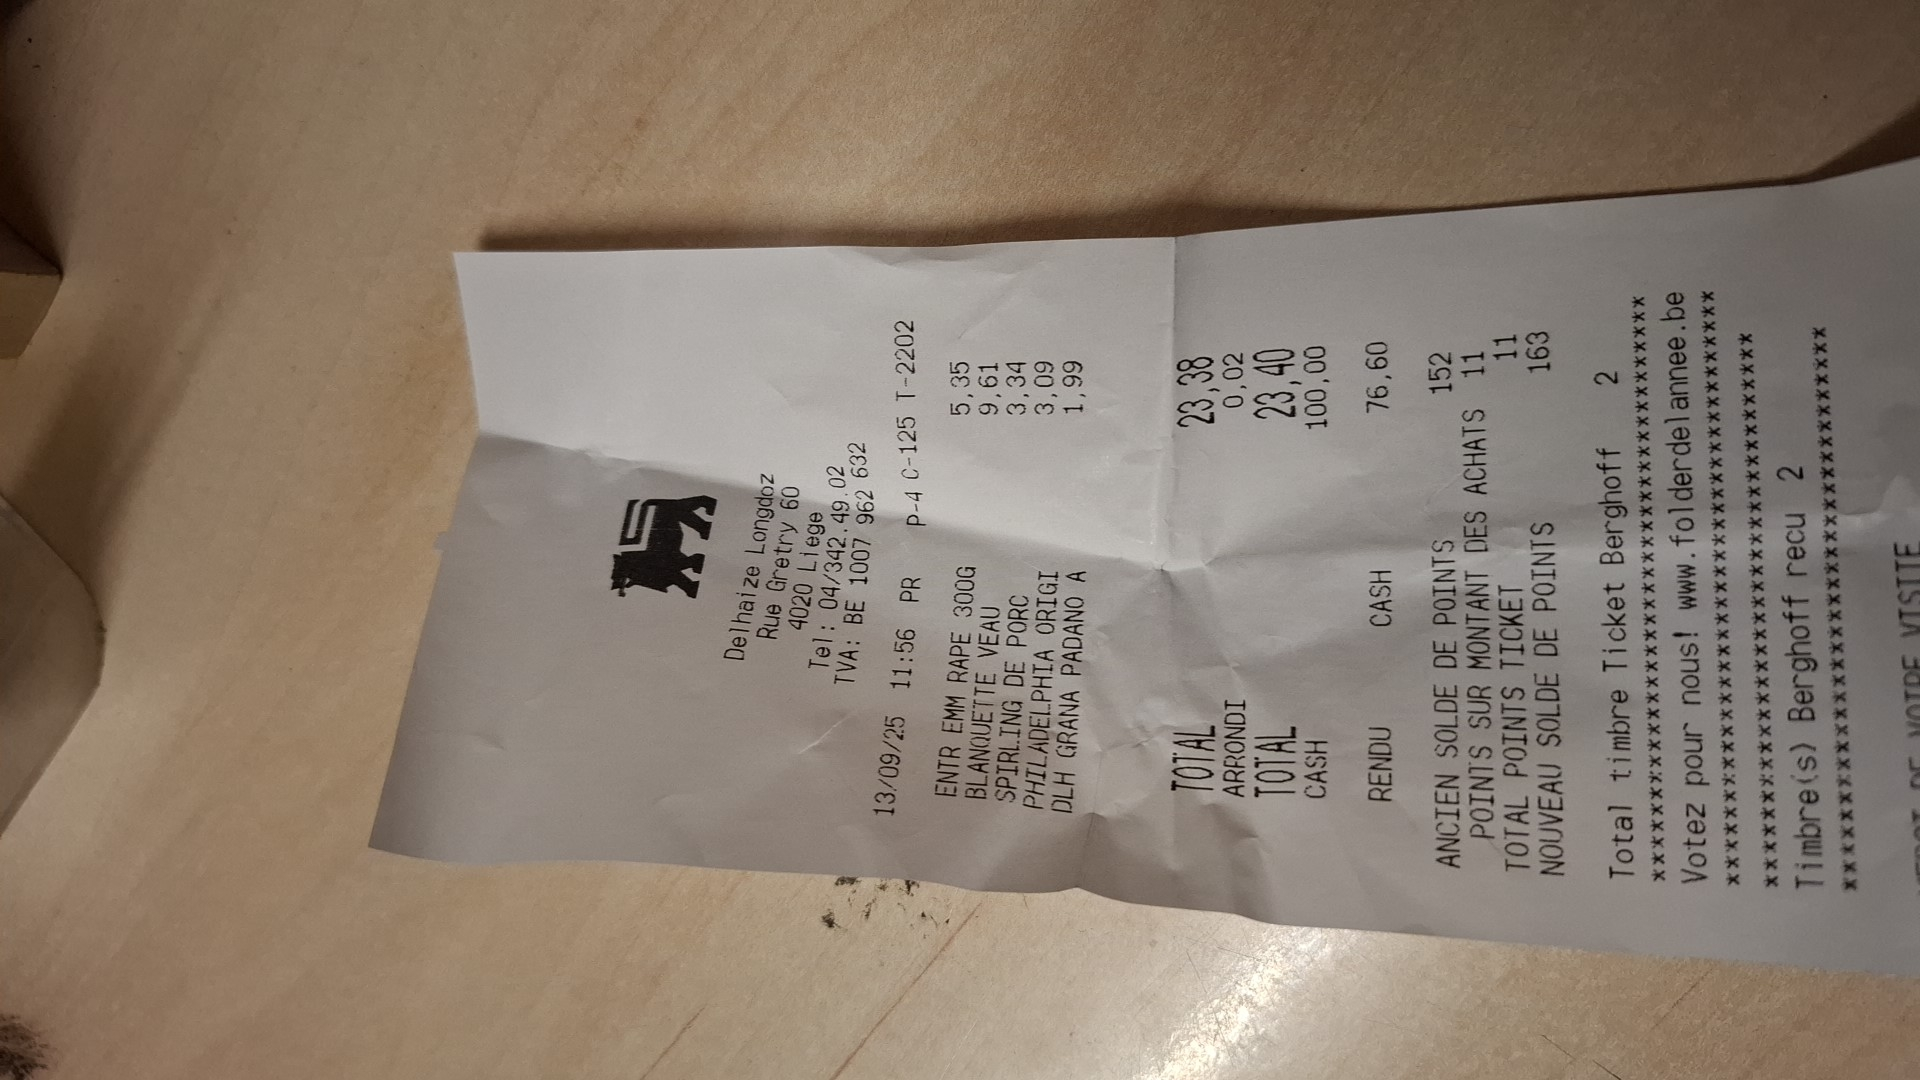 Delhaize Longdoz
Rue Gretry 60
4020 Liege
Tel: 04/342.49.02
TVA: BE 1007 962 632
13/09/25 11:56 PR P-4 C-125 T-2202
ENTR EMM RAPE 300G 5,35
BLANQUETTE VEAU 9,61
SPIRLING DE PORC 3,34
PHILADELPHIA ORIGI 3,09
DLH GRANA PADANO A 1,99
TOTAL 23,38
ARRONDI 0,02
TOTAL 23,40
CASH 100,00
RENDU CASH 76,60
ANCIEN SOLDE DE POINTS 152
POINTS SUR MONTANT DES ACHATS 11
TOTAL POINTS TICKET 11
NOUVEAU SOLDE DE POINTS 163
Total timbre Ticket Berghoff 2
****************************************
Votez pour nous! www.folderdelannee.be
****************************************
**************************************
Timbre(s) Berghoff recu 2
**************************************
DE VOTRE VISITE